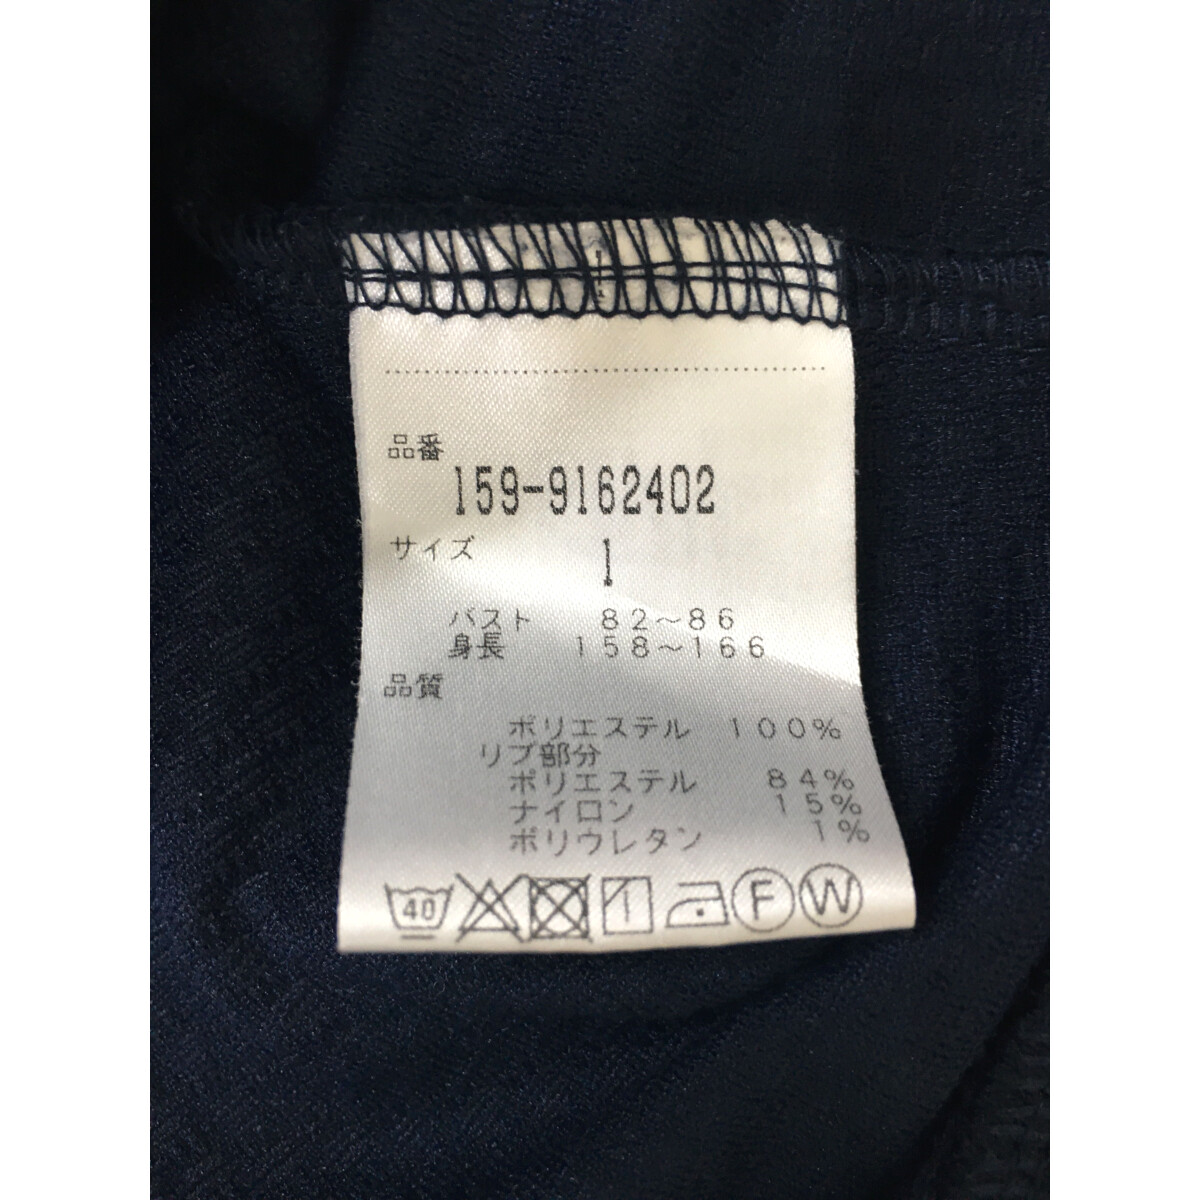 品番
159-9162402
サイズ 1
バスト 82〜86
身長 158〜166
品質
ポリエステル 100%
リブ部分
ポリエステル 84%
ナイロン 15%
ポリウレタン 1%
40 F W